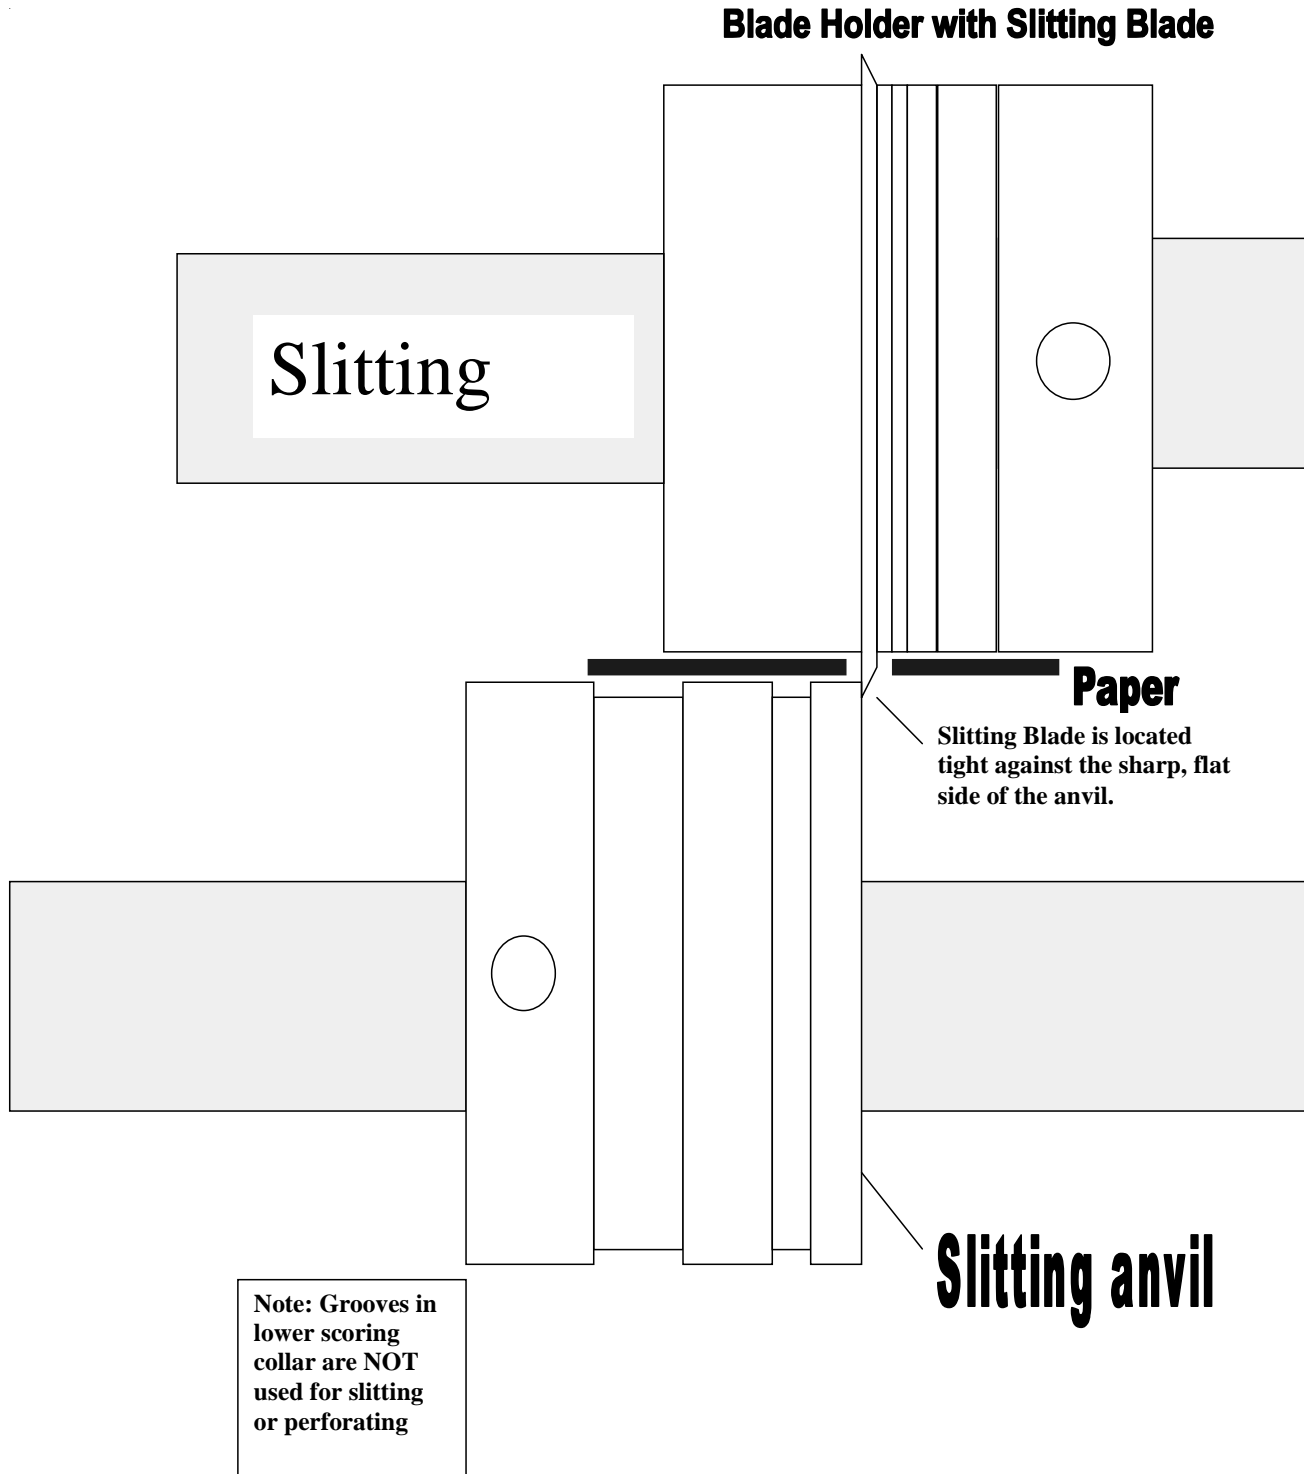 Blade Holder with Slitting Blade
Slitting
Paper
Slitting Blade is located
tight against the sharp, flat
side of the anvil.
Slitting anvil
Note: Grooves in
lower scoring
collar are NOT
used for slitting
or perforating